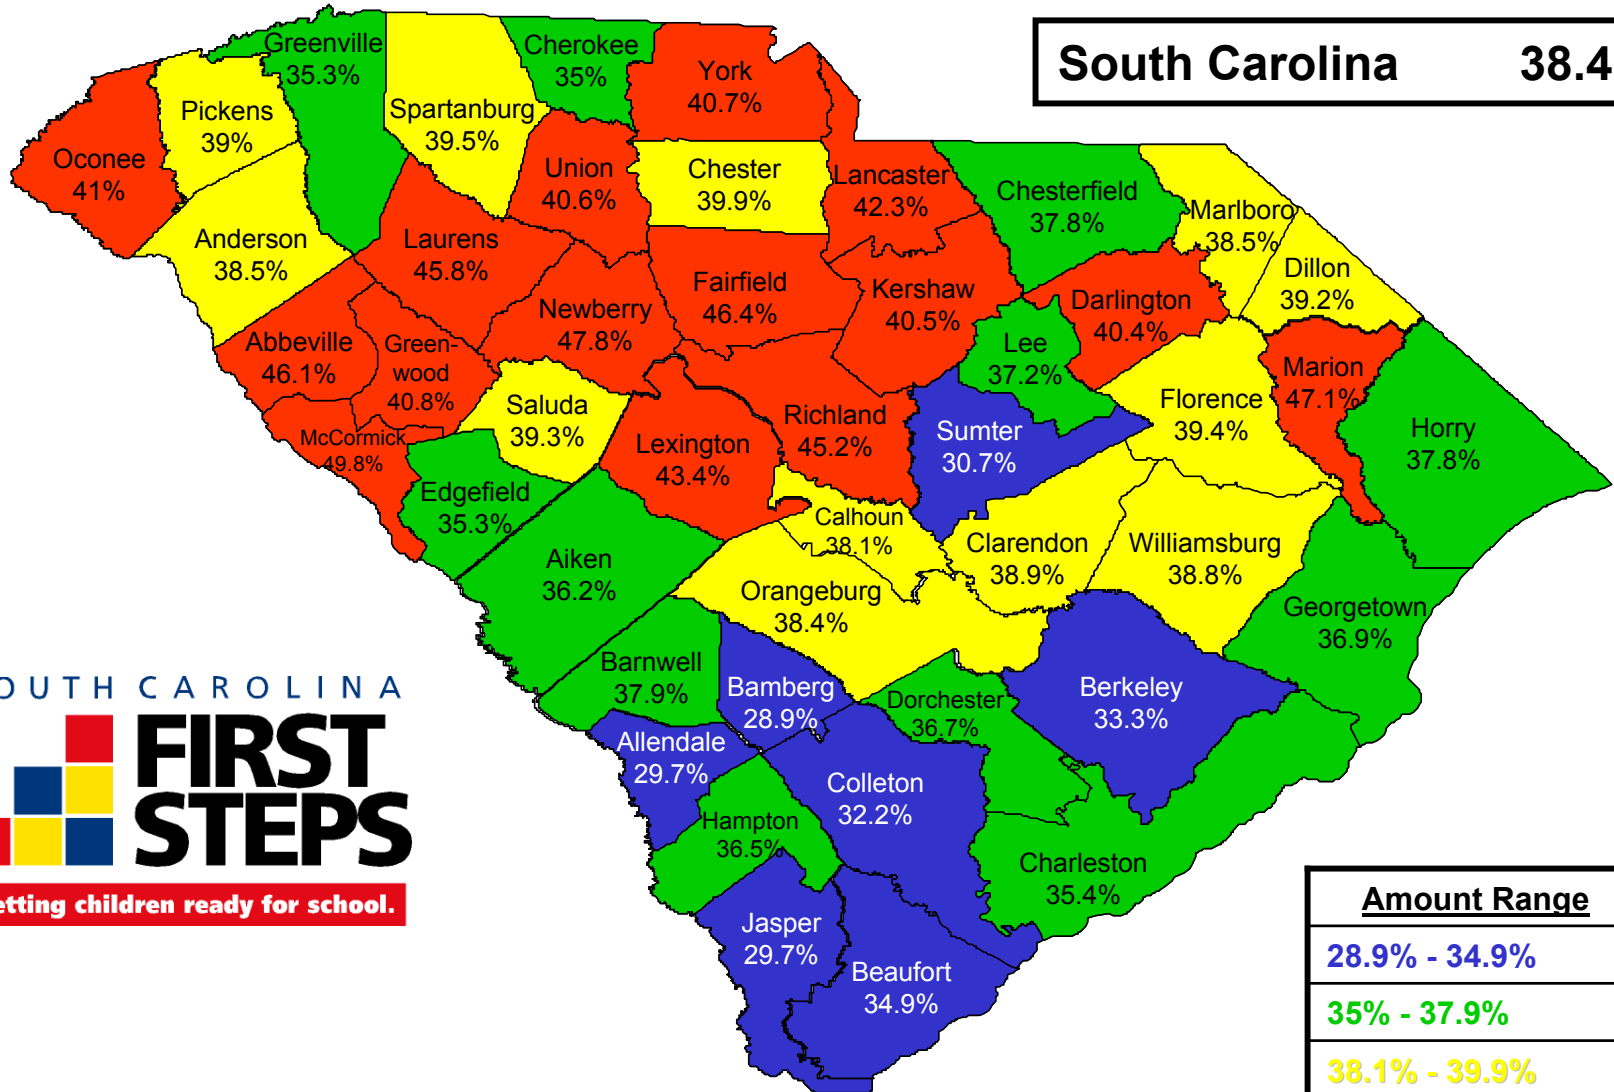 South Carolina 38.4
Greenville
35.3%
Cherokee
35%
York
40.7%
Pickens
39%
Spartanburg
39.5%
Oconee
41%
Union
40.6%
Chester
39.9%
Lancaster
42.3%
Chesterfield
37.8%
Marlboro
38.5%
Anderson
38.5%
Laurens
45.8%
Dillon
39.2%
Newberry
47.8%
Fairfield
46.4%
Kershaw
40.5%
Darlington
40.4%
Abbeville
46.1%
Green-
wood
40.8%
Lee
37.2%
Marion
47.1%
Saluda
39.3%
Florence
39.4%
McCormick
49.8%
Lexington
43.4%
Richland
45.2%
Sumter
30.7%
Horry
37.8%
Edgefield
35.3%
Calhoun
38.1%
Clarendon
38.9%
Williamsburg
38.8%
Aiken
36.2%
Orangeburg
38.4%
Georgetown
36.9%
Barnwell
37.9%
Bamberg
28.9%
Dorchester
36.7%
Berkeley
33.3%
Allendale
29.7%
Colleton
32.2%
Hampton
36.5%
Charleston
35.4%
Jasper
29.7%
Beaufort
34.9%
OUTH CAROLINA
FIRST
STEPS
etting children ready for school.
Amount Range
28.9% - 34.9%
35% - 37.9%
38.1% - 39.9%